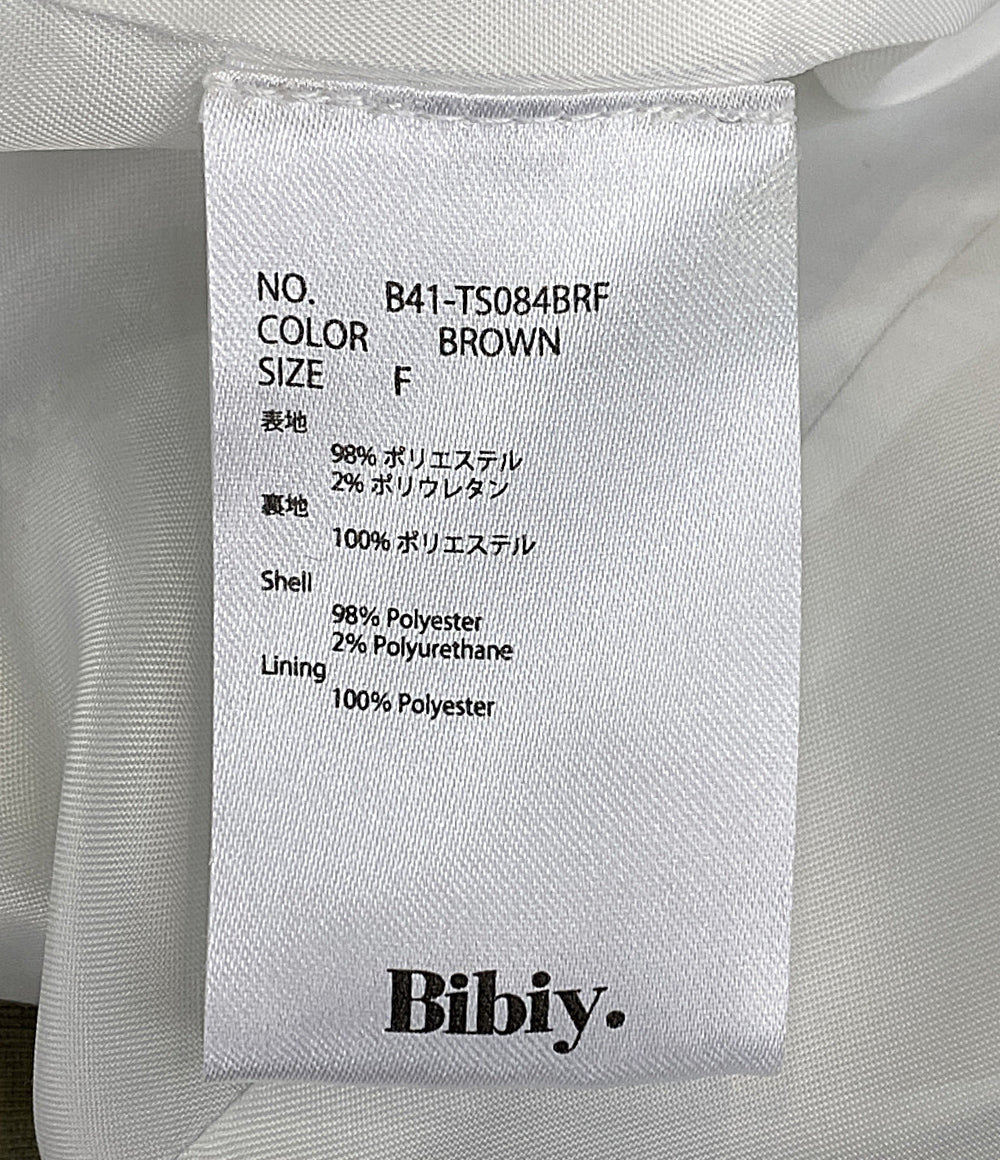 NO. B41-TS084BRF
COLOR BROWN
SIZE F
表地
98% ポリエステル
2% ポリウレタン
裏地
100% ポリエステル
Shell
98% Polyester
2% Polyurethane
Lining
100% Polyester
Bibiy.